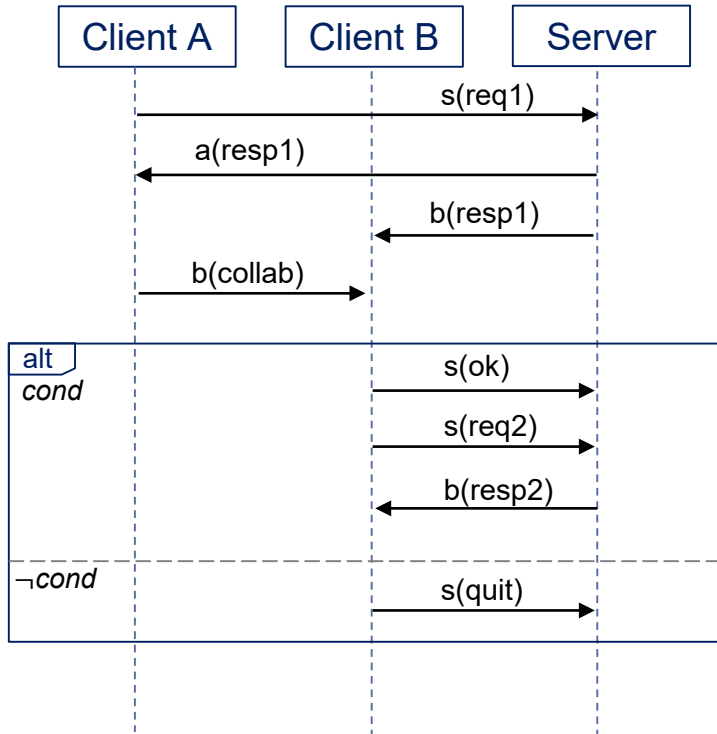 Client A
Client B
Server
s(req1)
a(resp1)
b(resp1)
b(collab)
alt
cond
s(ok)
s(req2)
b(resp2)
¬cond
s(quit)